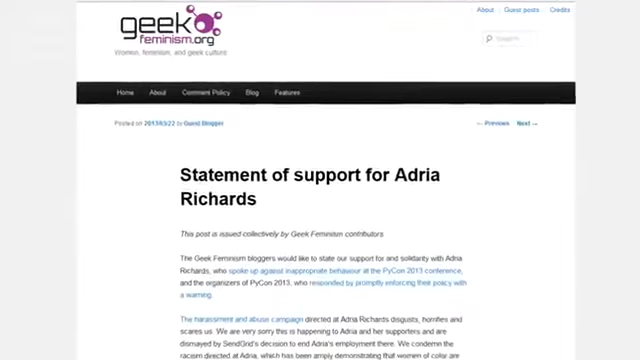 About Guest posts Credits
geek
feminism.org
Women, feminism, and geek culture
Search
Home About Comment Policy Blog Features
Posted on 2013/03/22 by Guest Blogger
← Previous Next →
Statement of support for Adria
Richards
This post is issued collectively by Geek Feminism contributors.
The Geek Feminism bloggers would like to state our support for and solidarity with Adria
Richards, who spoke up against inappropriate behaviour at the PyCon 2013 conference,
and the organizers of PyCon 2013, who responded by promptly enforcing their policy with
a warning.
The harassment and abuse campaign directed at Adria Richards disgusts, horrifies and
scares us. We are very sorry this is happening to Adria and her supporters and are
dismayed by SendGrid's decision to end Adria's employment there. We condemn the
racism directed at Adria, which has been amply demonstrating that women of color are